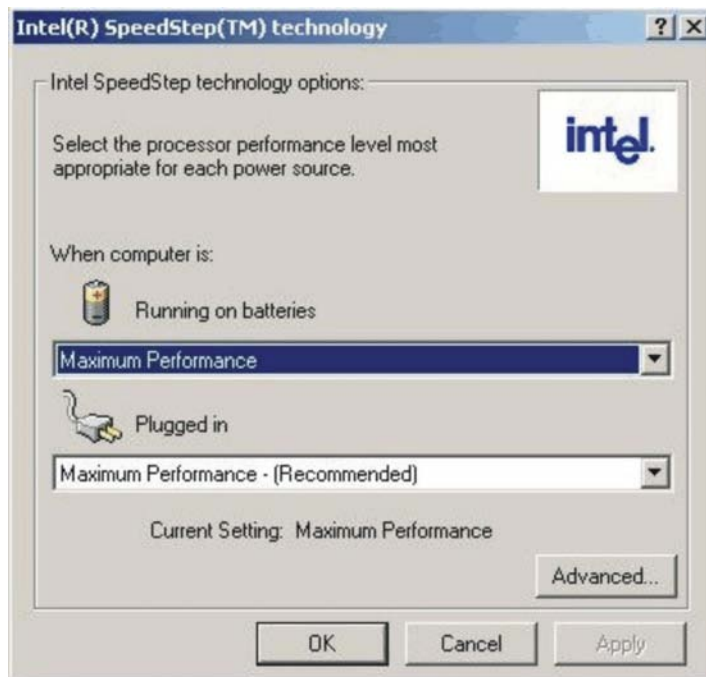 Intel(R) SpeedStep(TM) technology
Intel SpeedStep technology options:
Select the processor performance level most
appropriate for each power source.
intel.
When computer is:
Running on batteries
Maximum Performance
Plugged in
Maximum Performance - (Recommended)
Current Setting: Maximum Performance
Advanced...
OK
Cancel
Apply